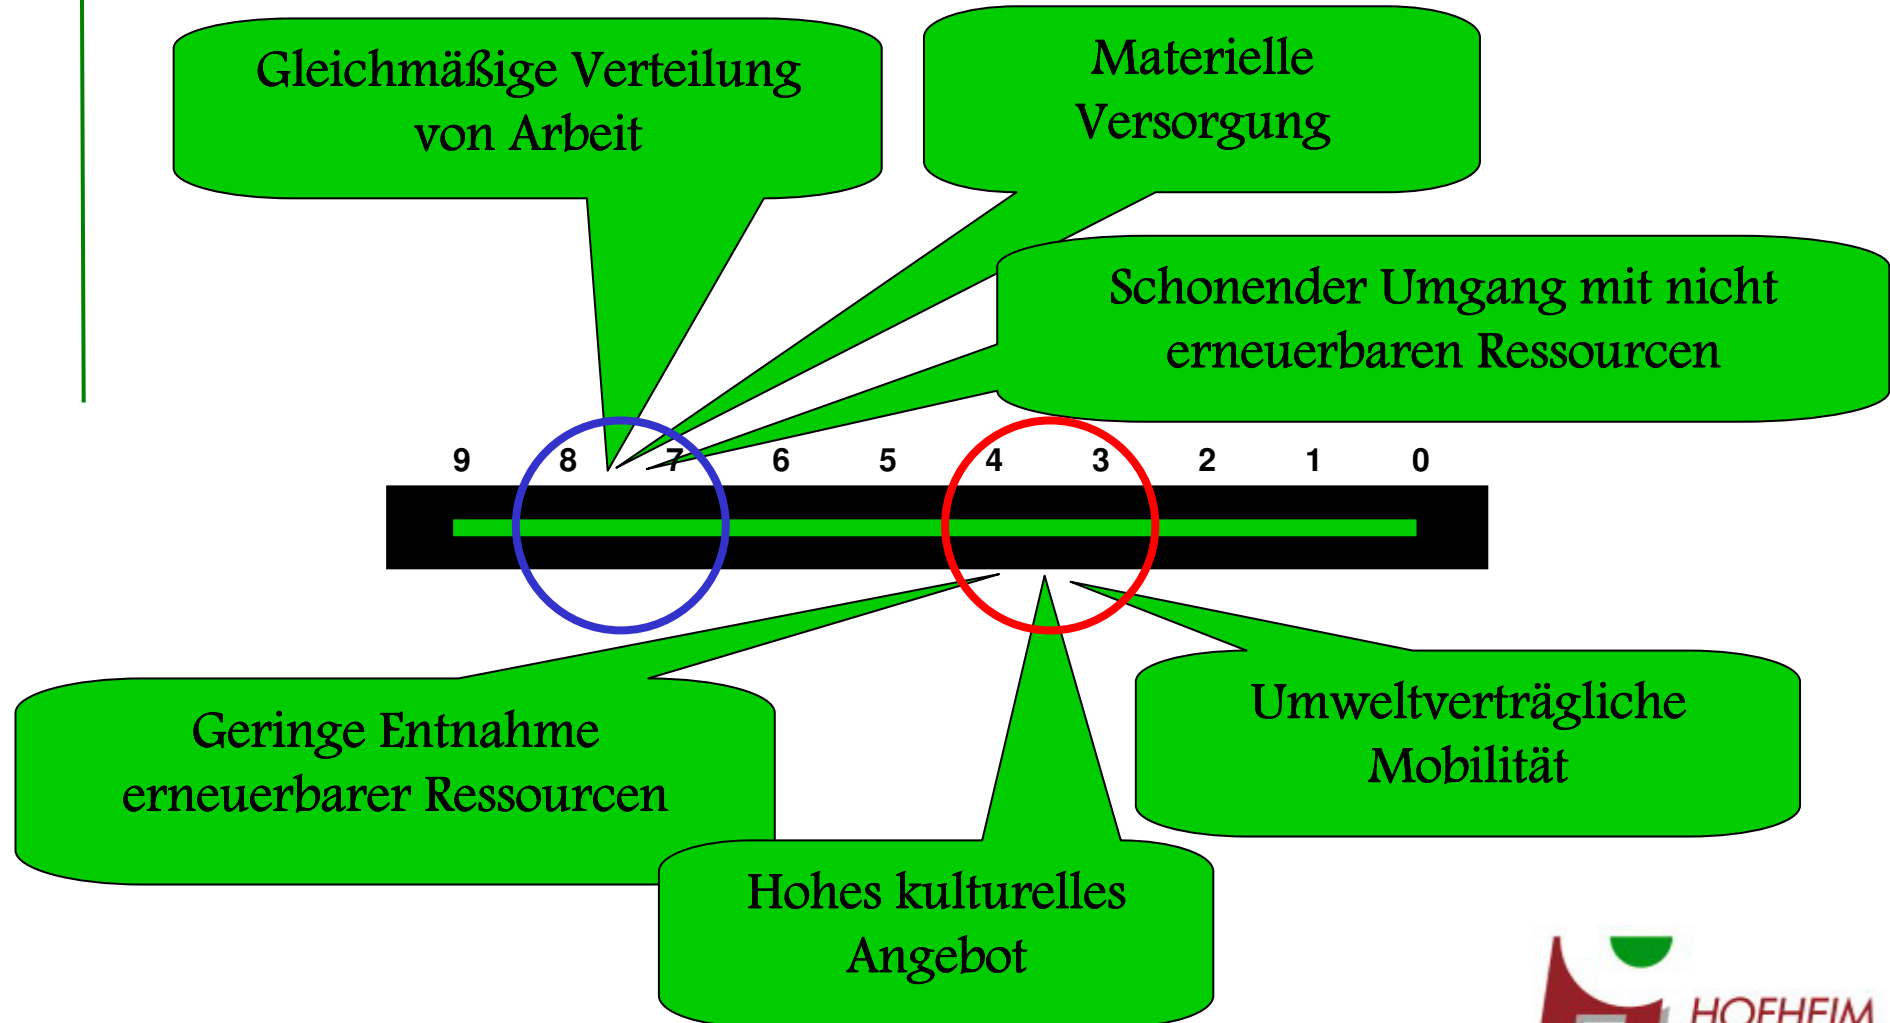 Gleichmäßige Verteilung
von Arbeit
Materielle
Versorgung
Schonender Umgang mit nicht
erneuerbaren Ressourcen
9 8 7 6 5 4 3 2 1 0
Geringe Entnahme
erneuerbarer Ressourcen
Umweltverträgliche
Mobilität
Hohes kulturelles
Angebot
HOFHEIM